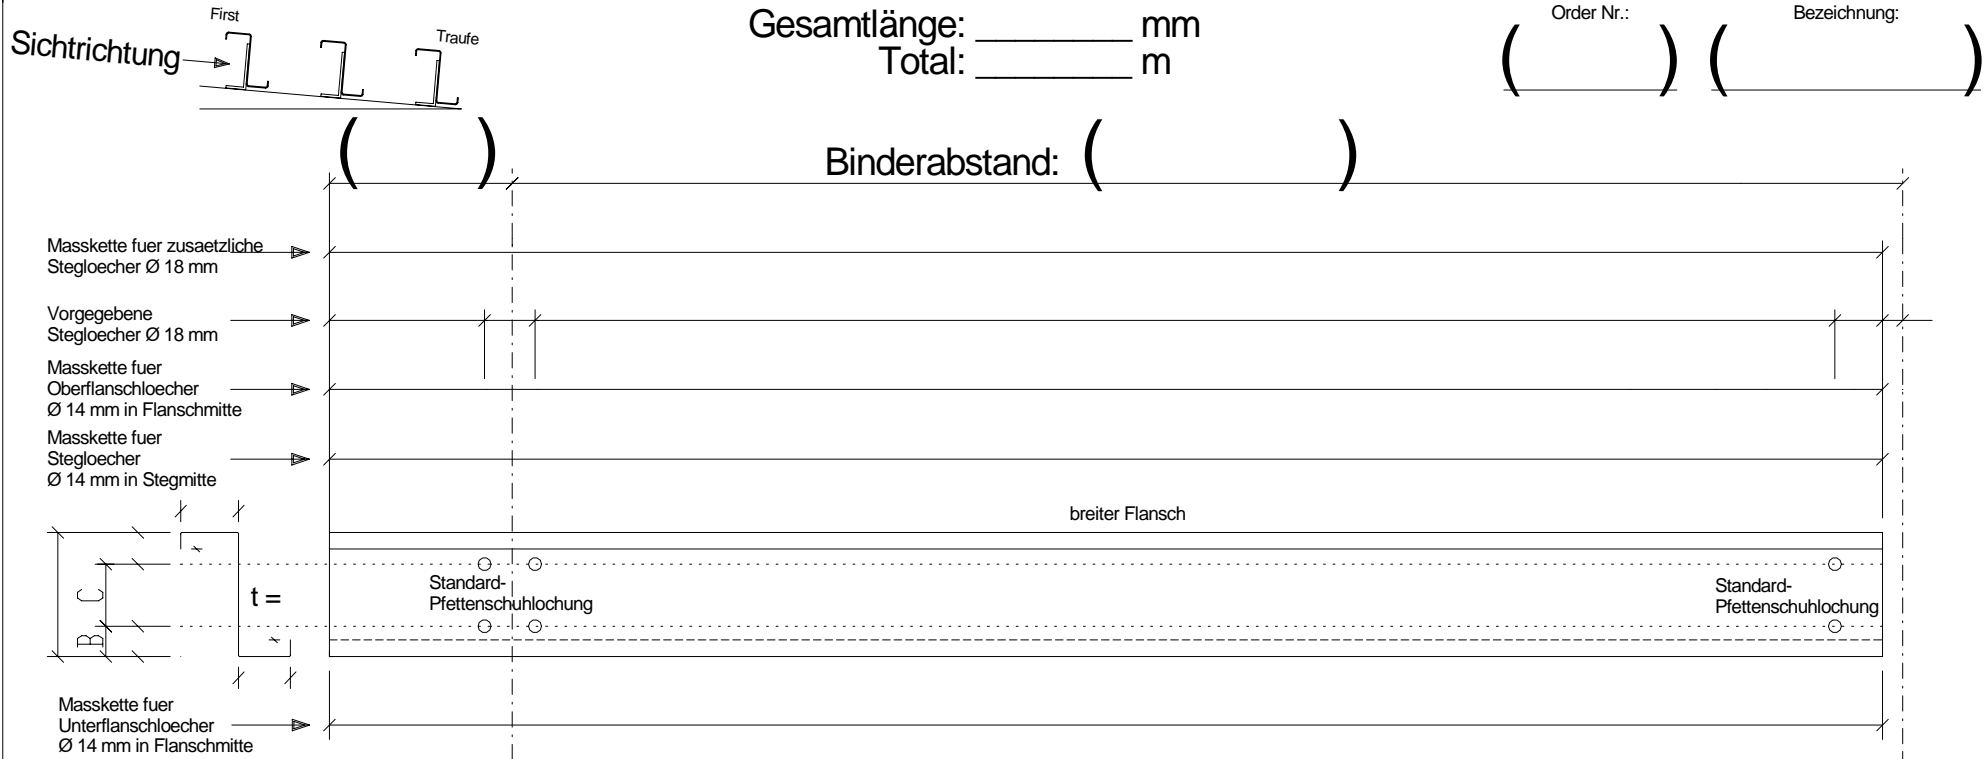 First
Sichtrichtung
Traufe
Gesamtlänge: ________ mm
Total: ________ m
Order Nr.:
Bezeichnung:
( )
( )
( )
Binderabstand: ( )
Masskette fuer zusaetzliche
Stegloecher Ø 18 mm
Vorgegebene
Stegloecher Ø 18 mm
Masskette fuer
Oberflanschloecher
Ø 14 mm in Flanschmitte
Masskette fuer
Stegloecher
Ø 14 mm in Stegmitte
breiter Flansch
C
B
t =
Standard-
Pfettenschuhlochung
Standard-
Pfettenschuhlochung
Masskette fuer
Unterflanschloecher
Ø 14 mm in Flanschmitte